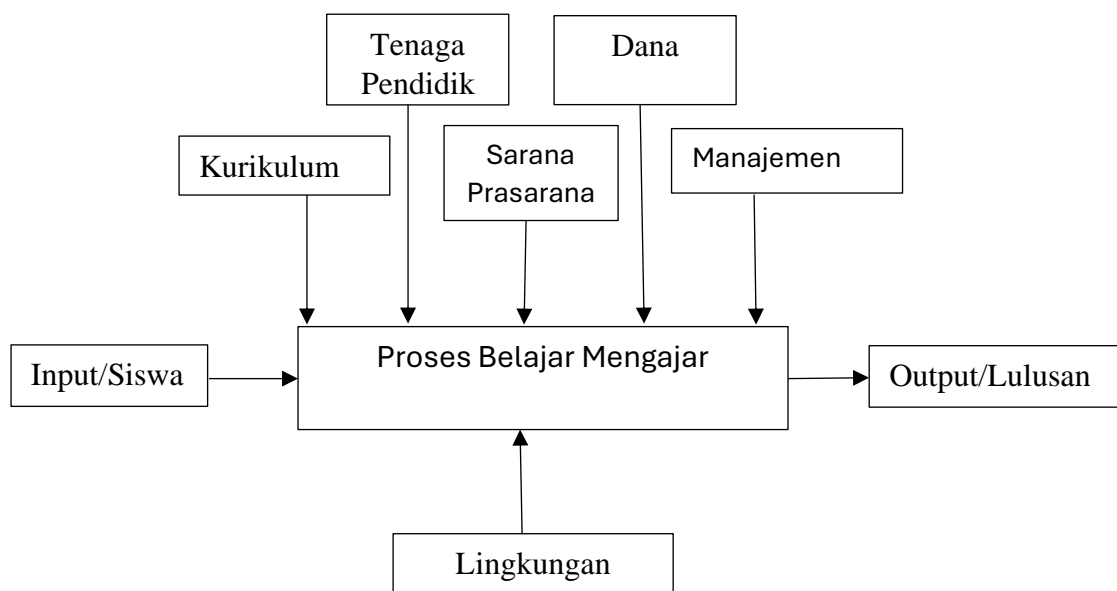 Tenaga
Pendidik
Dana
Kurikulum
Sarana
Prasarana
Manajemen
Input/Siswa
Proses Belajar Mengajar
Output/Lulusan
Lingkungan